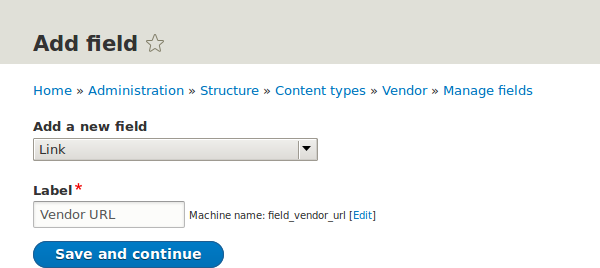 Add field
Home » Administration » Structure » Content types » Vendor » Manage fields
Add a new field
Link
Label*
Vendor URL Machine name: field_vendor_url [Edit]
Save and continue